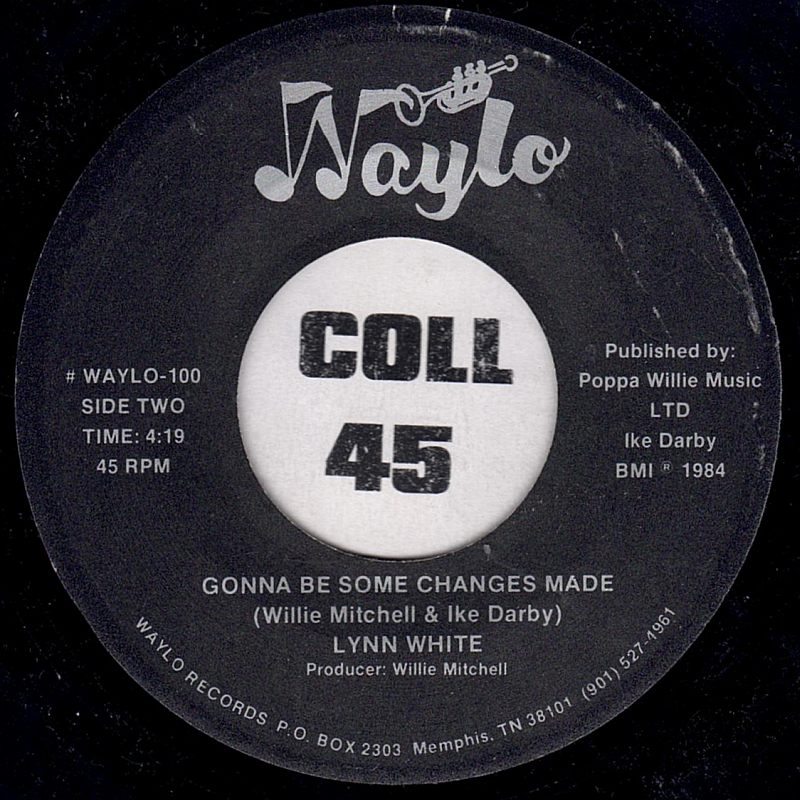 Waylo
COLL
45
# WAYLO-100
SIDE TWO
TIME: 4:19
45 RPM
Published by:
Poppa Willie Music
LTD
Ike Darby
BMI ® 1984
GONNA BE SOME CHANGES MADE
(Willie Mitchell & Ike Darby)
LYNN WHITE
Producer: Willie Mitchell
WAYLO RECORDS P.O. BOX 2303 Memphis, TN 38101 (901) 527-4961